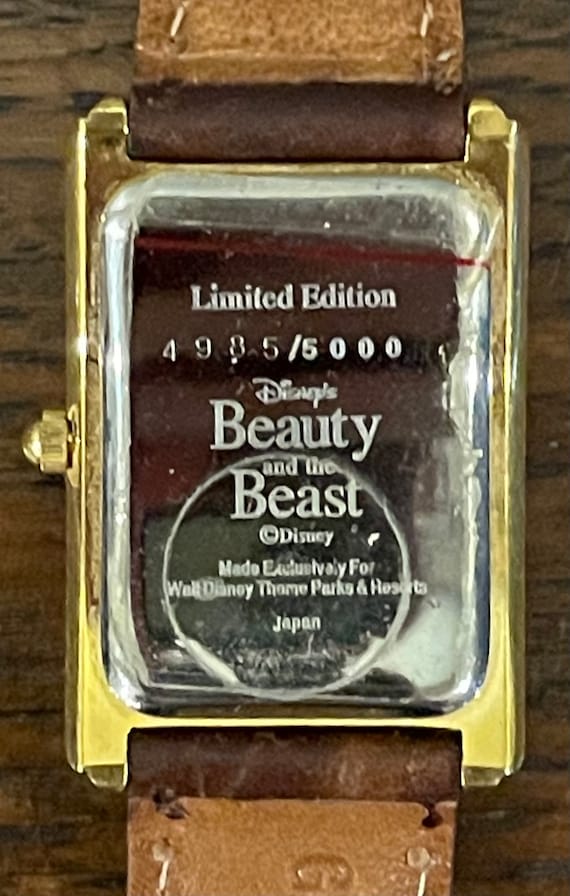 Limited Edition
4985/5000
Disney's
Beauty
and the
Beast
©Disney
Made Exclusively For
Walt Disney Theme Parks & Resorts
Japan